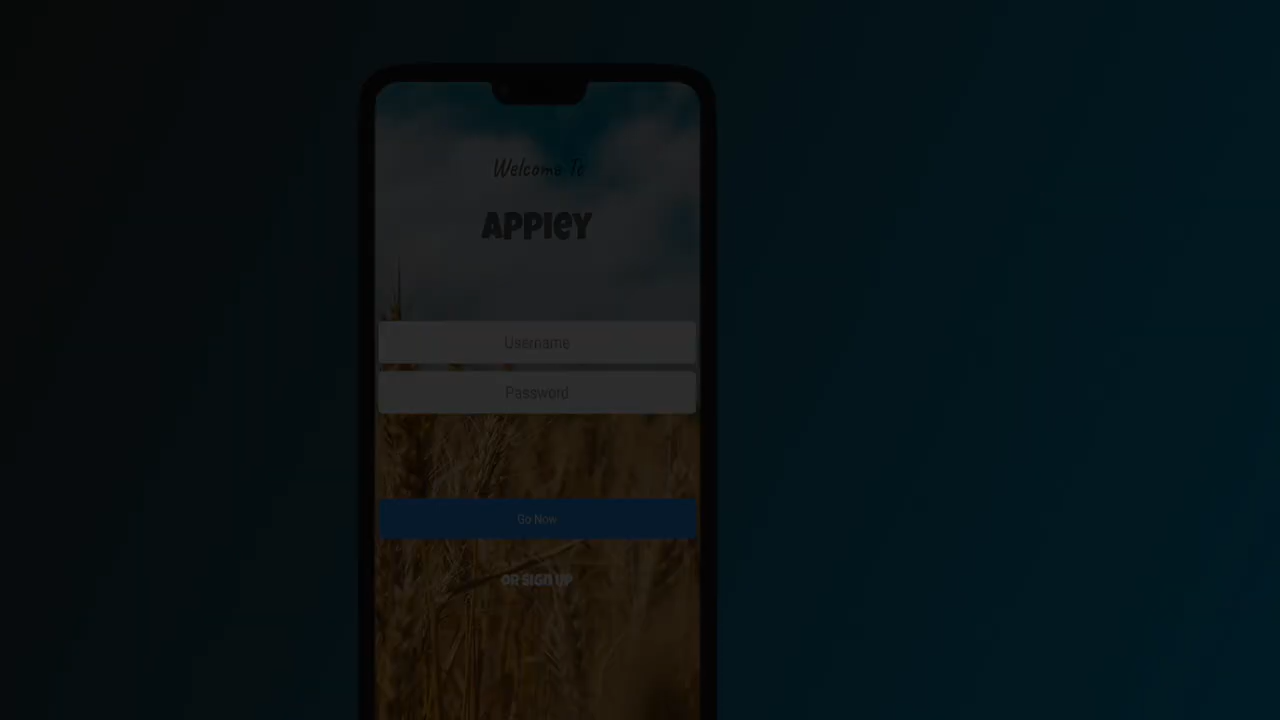 Welcome To
APPIEY
Username
Password
Go Now
OR SIGN UP